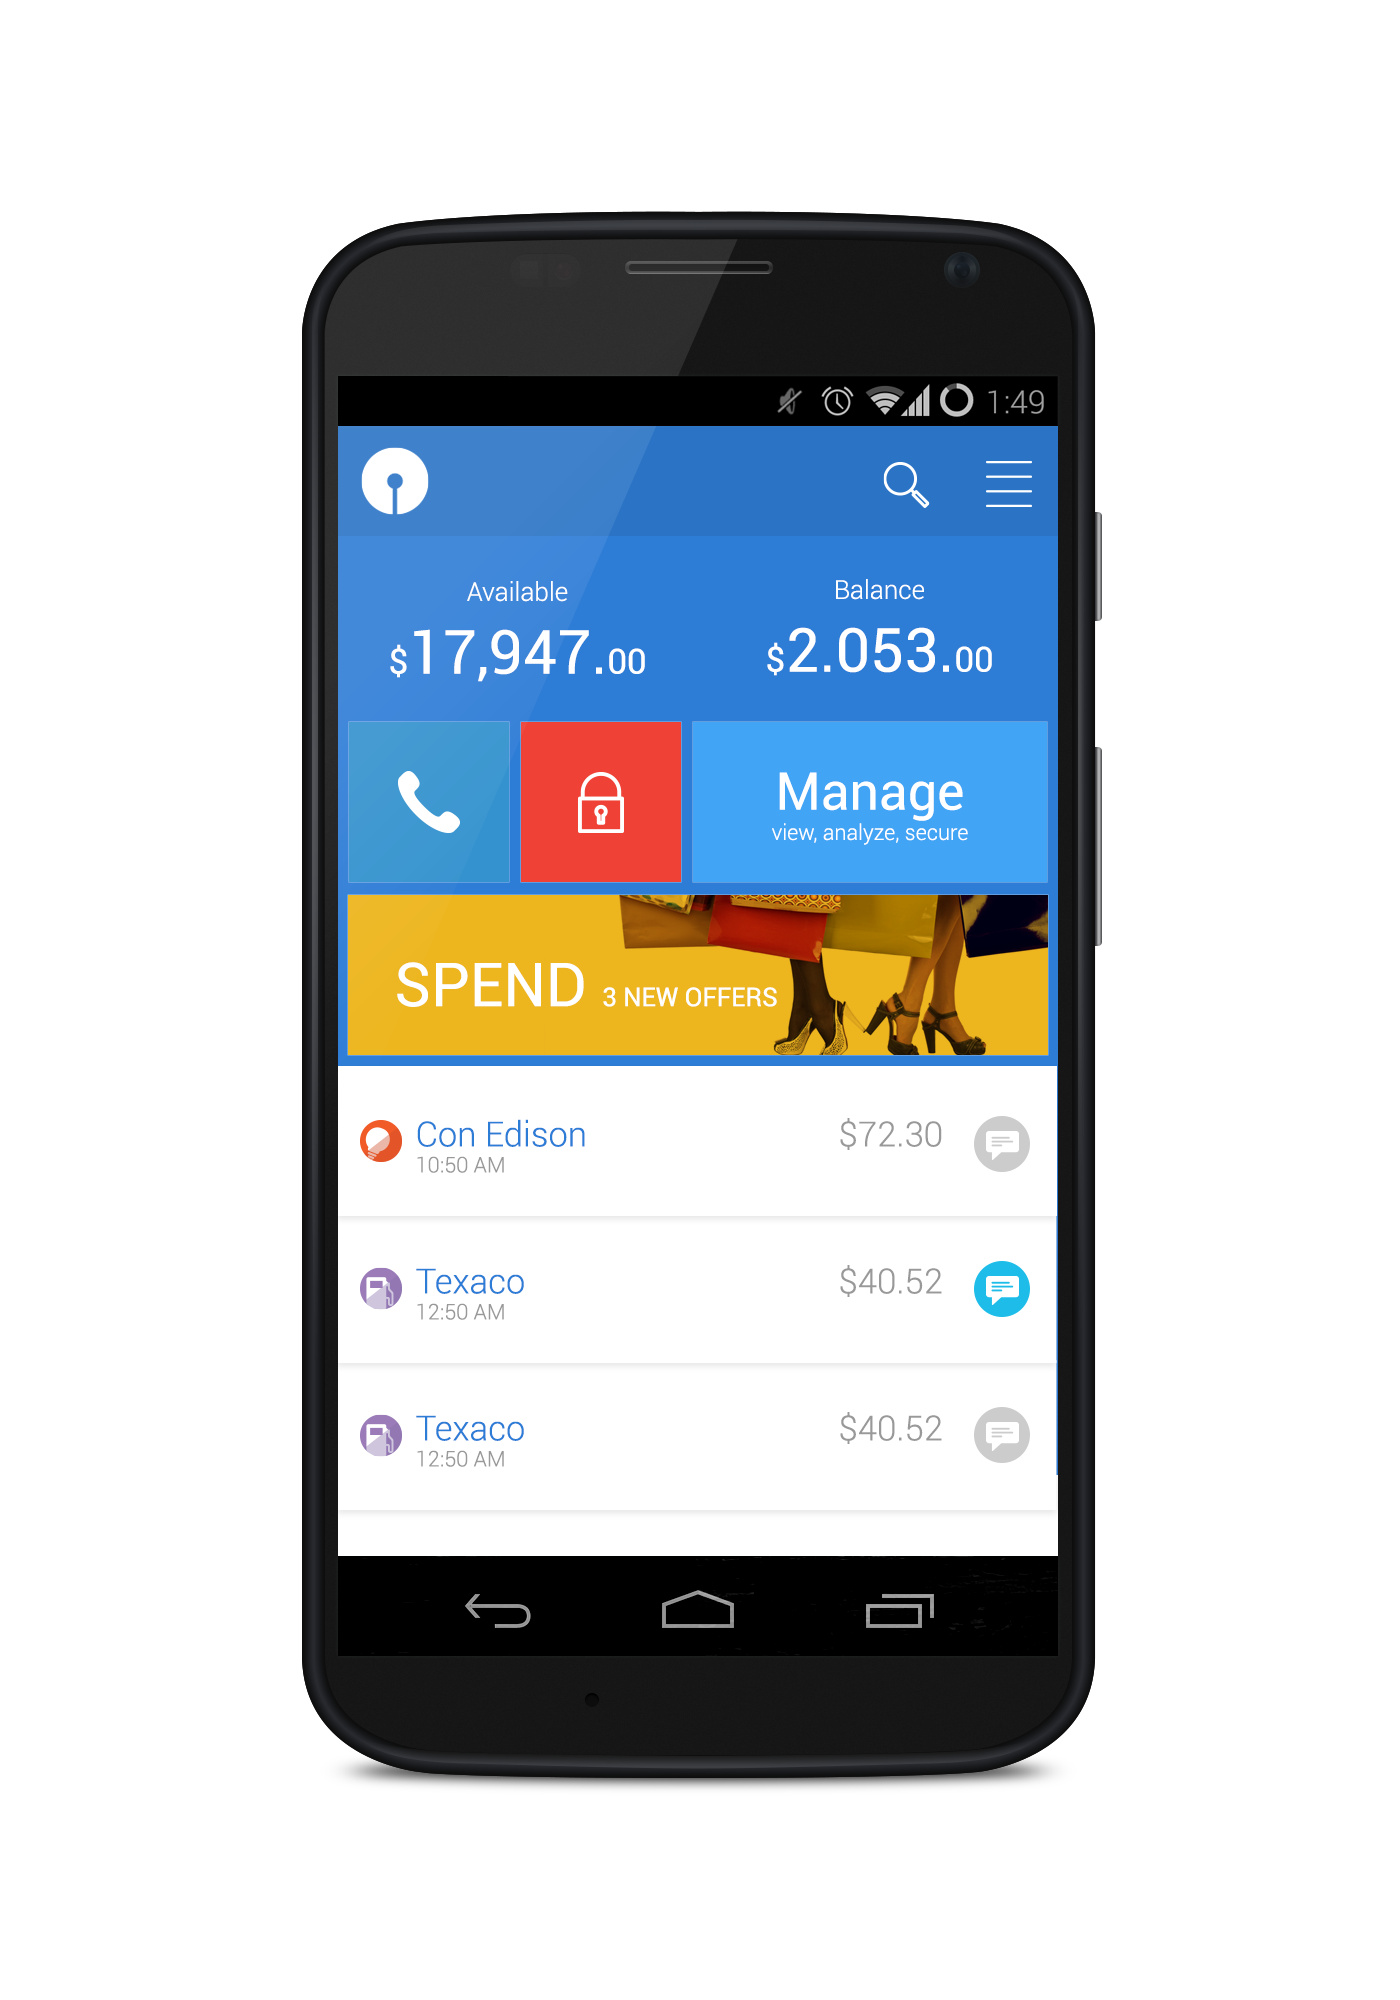 1:49
Available
Balance
$17,947.00
$2.053.00
Manage
view, analyze, secure
SPEND 3 NEW OFFERS
Con Edison
$72.30
10:50 AM
Texaco
$40.52
12:50 AM
Texaco
$40.52
12:50 AM